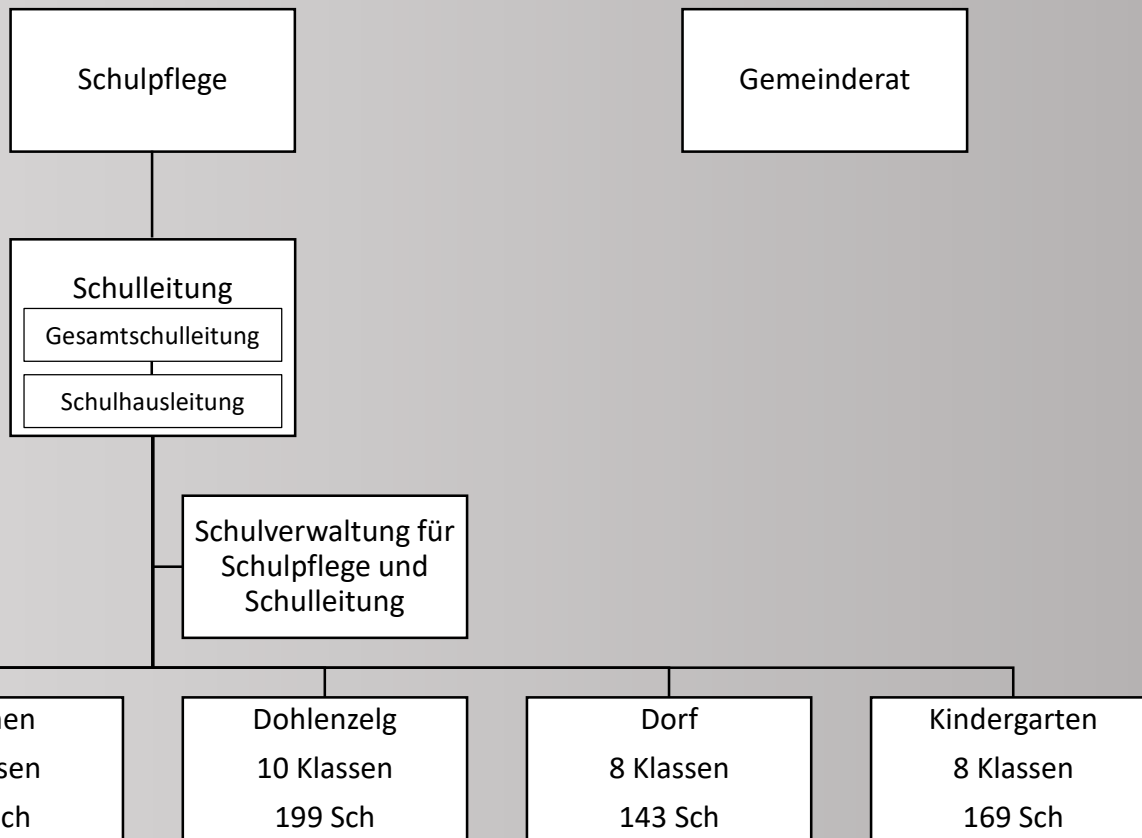 Schulpflege
Gemeinderat
Schulleitung
Gesamtschulleitung
Schulhausleitung
Schulverwaltung für
Schulpflege und
Schulleitung
Dohlenzelg
10 Klassen
199 Sch
Dorf
8 Klassen
143 Sch
Kindergarten
8 Klassen
169 Sch